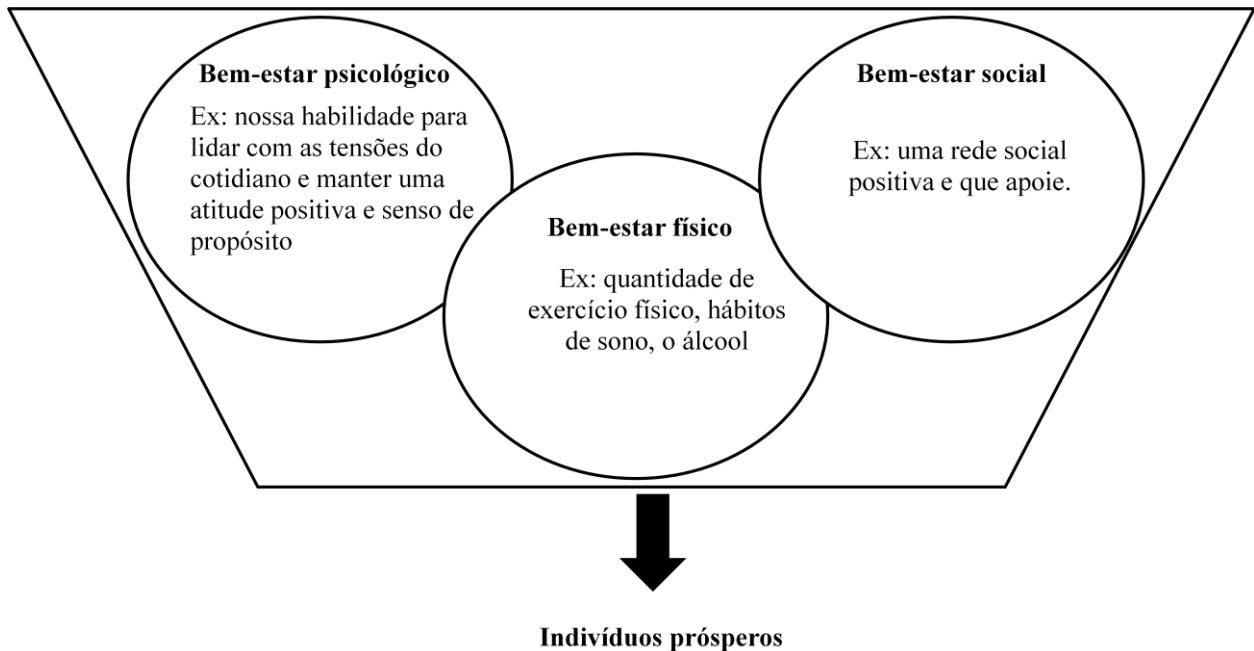 Bem-estar psicológico
Ex: nossa habilidade para
lidar com as tensões do
cotidiano e manter uma
atitude positiva e senso de
propósito
Bem-estar social
Ex: uma rede social
positiva e que apoie.
Bem-estar físico
Ex: quantidade de
exercício físico, hábitos
de sono, o álcool
Indivíduos prósperos